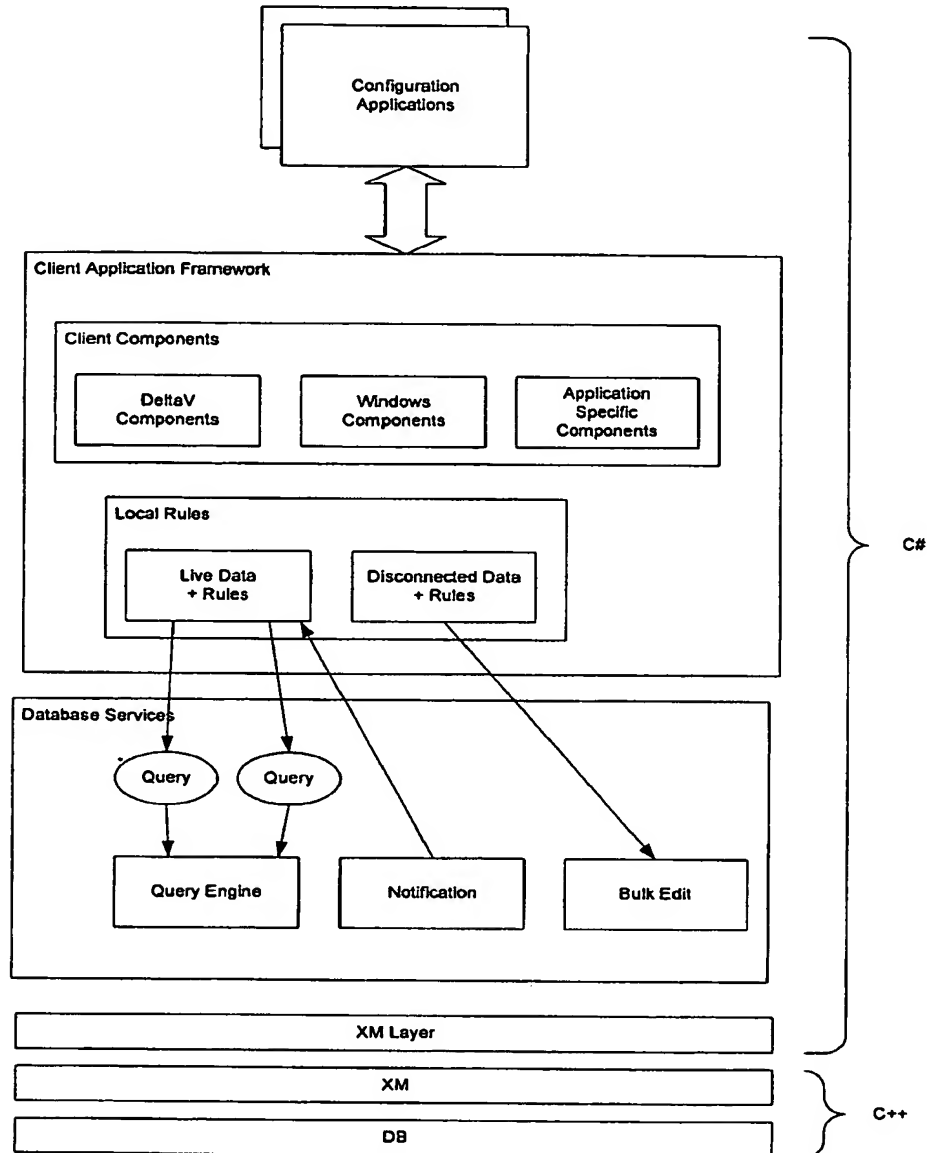 Configuration
Applications
Client Application Framework
Client Components
DeltaV
Components
Windows
Components
Application
Specific
Components
Local Rules
Live Data
+ Rules
Disconnected Data
+ Rules
C#
Database Services
Query
Query
Query Engine
Notification
Bulk Edit
XM Layer
XM
C++
DB